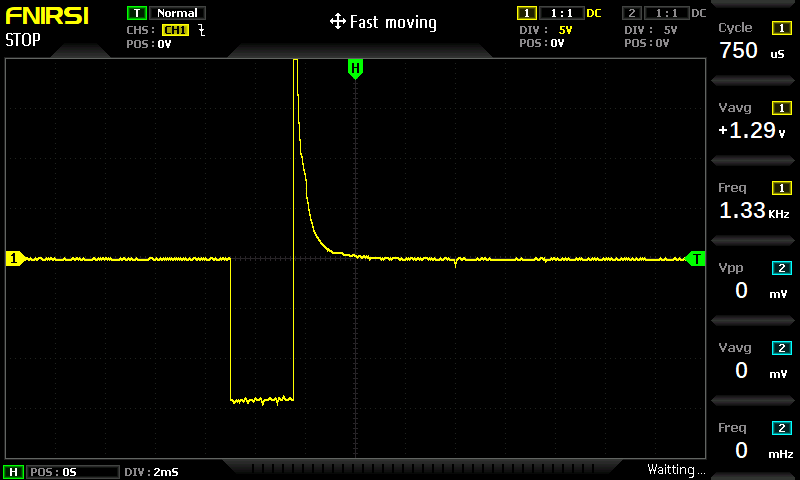 FNIRSI
STOP
T Normal
CHS: CH1
POS: 0V
Fast moving
1 1:1 DC
DIV: 5V
POS: 0V
2 1:1 DC
DIV: 5V
POS: 0V
H
1
T
Cycle 1
750 uS
Vavg 1
+1.29 V
Freq 1
1.33 KHz
Vpp 2
0 mV
Vavg 2
0 mV
Freq 2
0 mHz
H POS: 0S DIV: 2mS
Waitting...